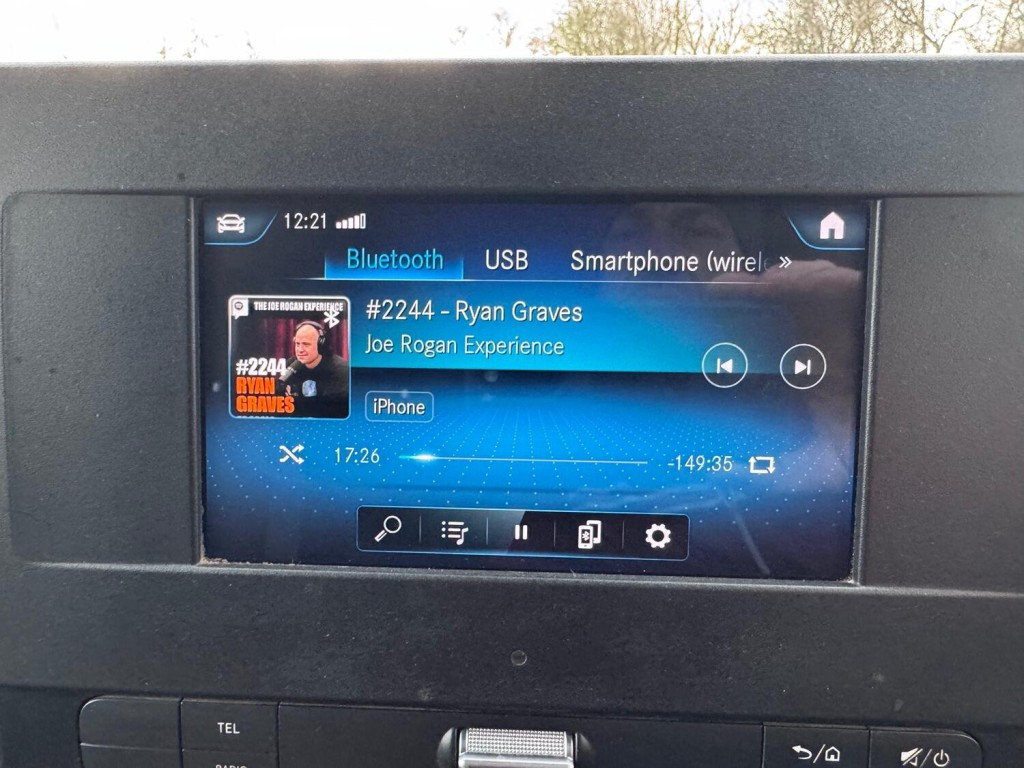 12:21
Bluetooth USB Smartphone (wirel »
THE JOE ROGAN EXPERIENCE
#2244 - Ryan Graves
Joe Rogan Experience
#2244
RYAN
GRAVES
iPhone
17:26 -149:35
TEL
RADIO